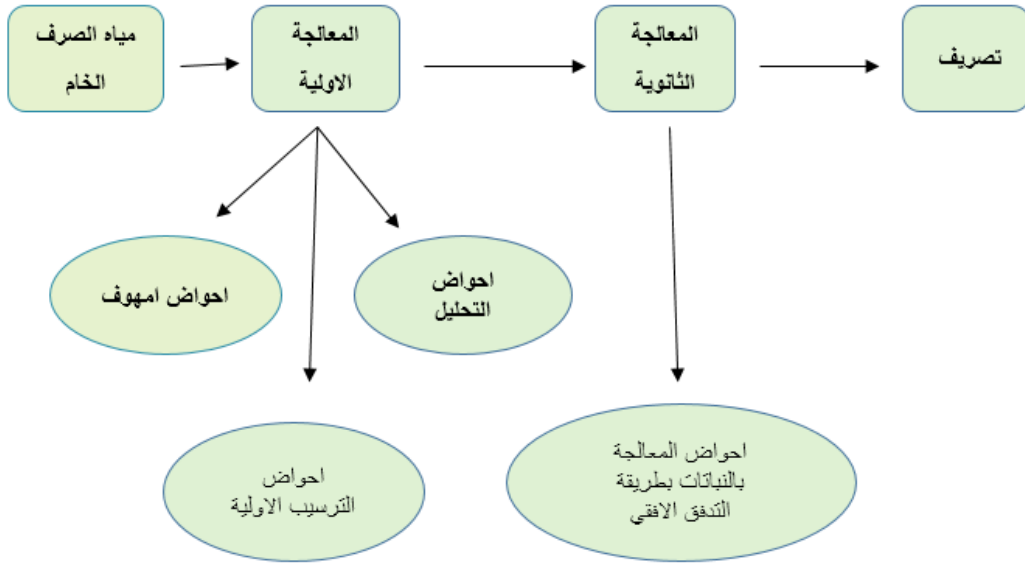 مياه الصرف
الخام
المعالجة
الاولية
المعالجة
الثانوية
تصريف
احواض امهوف
احواض
التحليل
احواض
الترسيب الاولية
احواض المعالجة
بالنباتات بطريقة
التدفق الافقي